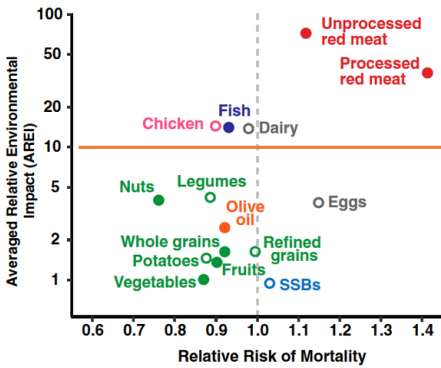 Averaged Relative Environmental
Impact (AREI)
100
50
20
10
5
2
1
Unprocessed
red meat
Processed
red meat
Fish
Chicken
Dairy
Nuts
Legumes
Eggs
Olive
oil
Whole grains
Refined
grains
Potatoes
Fruits
Vegetables
SSBs
0.6 0.7 0.8 0.9 1.0 1.1 1.2 1.3 1.4
Relative Risk of Mortality